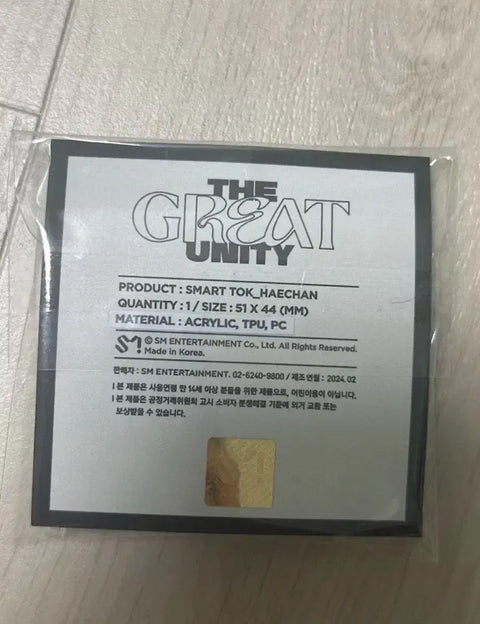 THE
GREAT
UNITY
PRODUCT : SMART TOK_HAECHAN
QUANTITY : 1 / SIZE : 51 X 44 (MM)
MATERIAL : ACRYLIC, TPU, PC
SM © SM ENTERTAINMENT Co., Ltd. All Rights Reserved.
Made in Korea.
판매자 : SM ENTERTAINMENT. 02-6240-9800 / 제조연월 : 2024. 02
I 본 제품은 사용연령 만 14세 이상 분들을 위한 제품으로, 어린이용이 아닙니다.
I 본 제품은 공정거래위원회 고시 소비자 분쟁해결 기준에 의거 교환 또는
보상받을 수 있습니다.